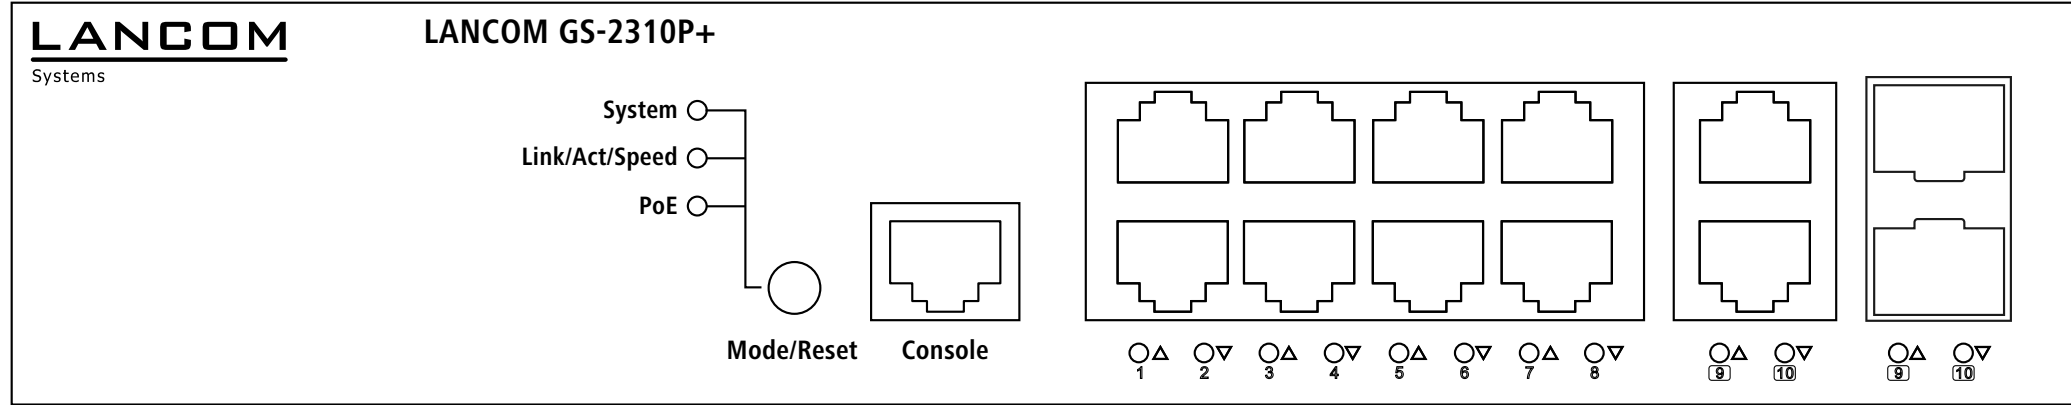 LANCOM
Systems
LANCOM GS-2310P+
System
Link/Act/Speed
PoE
Mode/Reset
Console
1 2 3 4 5 6 7 8 9 10 9 10